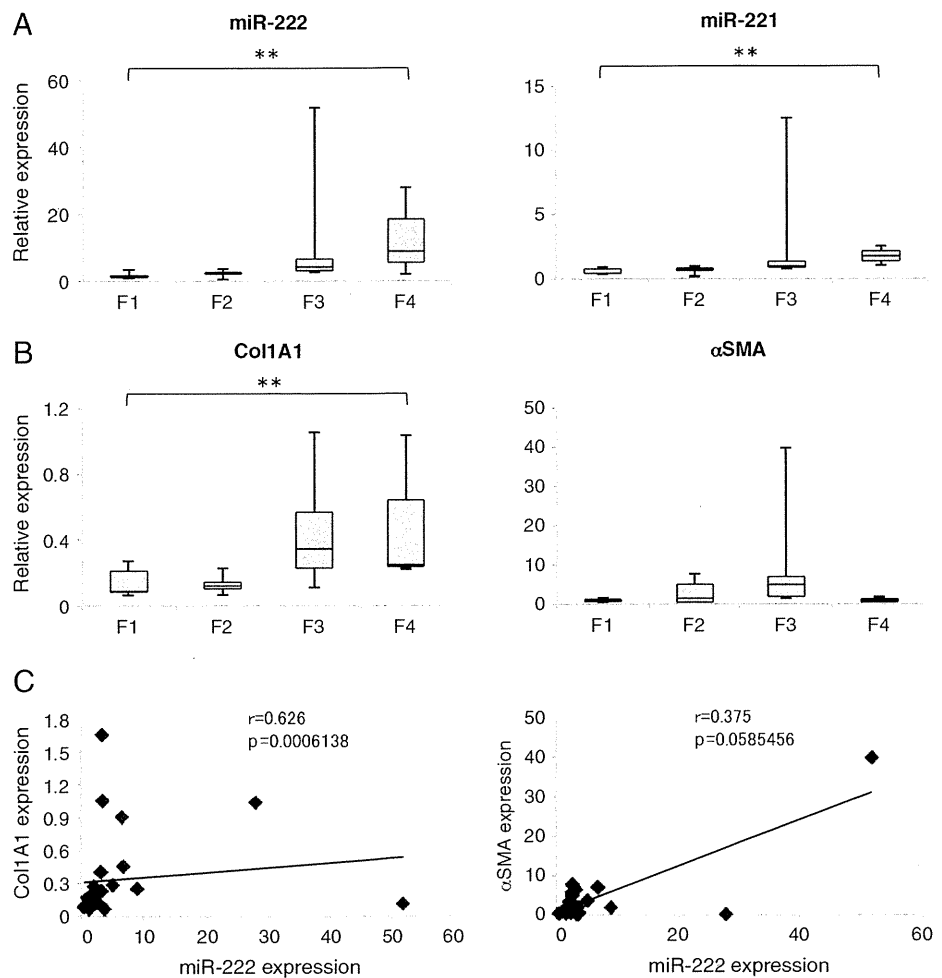 A
miR-222
miR-221
**
**
Relative expression
60
40
20
0
F1 F2 F3 F4
15
10
5
0
F1 F2 F3 F4
B
Col1A1
αSMA
**
Relative expression
1.2
0.8
0.4
0
F1 F2 F3 F4
50
40
30
20
10
0
F1 F2 F3 F4
C
Col1A1 expression
1.8
1.5
1.2
0.9
0.6
0.3
0
r=0.626
p=0.0006138
0 10 20 30 40 50 60
miR-222 expression
αSMA expression
50
40
30
20
10
0
r=0.375
p=0.0585456
0 20 40 60
miR-222 expression